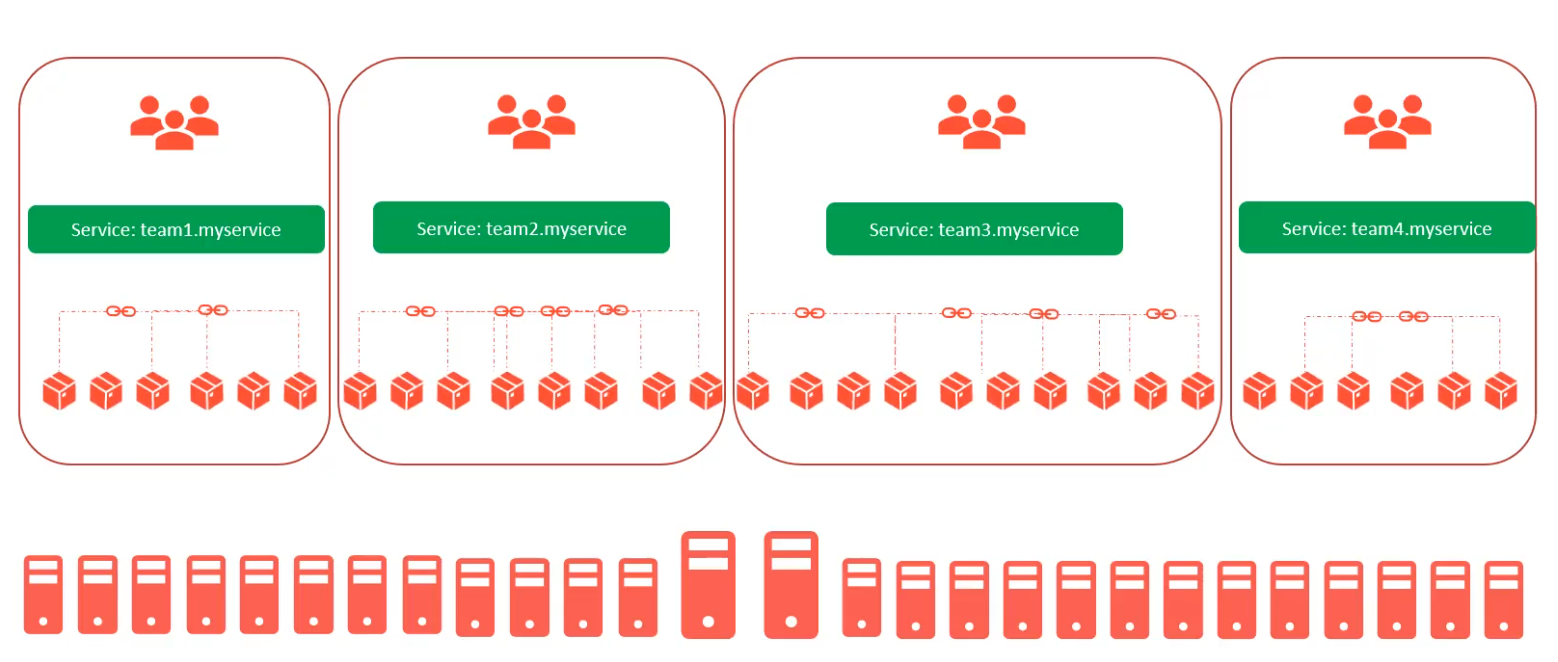 Service: team1.myservice
Service: team2.myservice
Service: team3.myservice
Service: team4.myservice